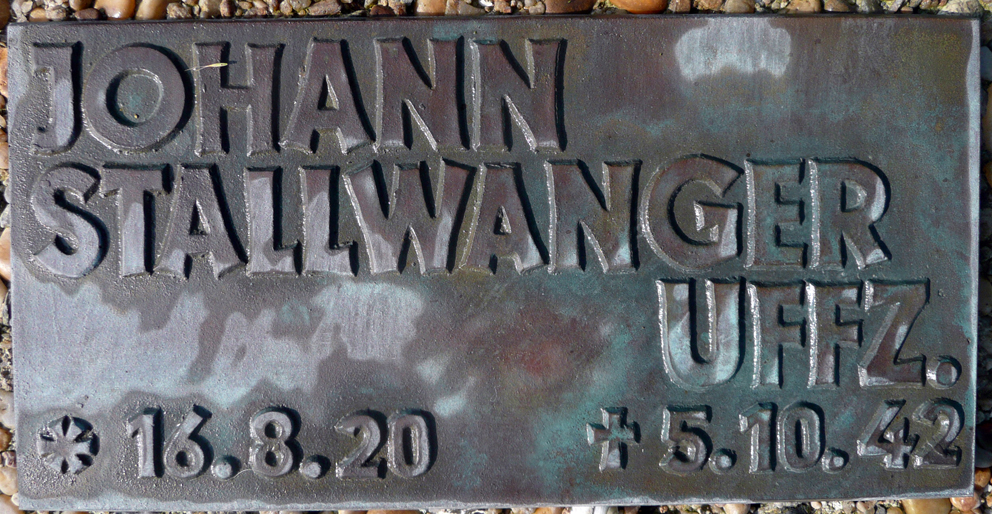 JOHANN
STALLWANGER
UFFZ.
* 16.8.20 † 5.10.42